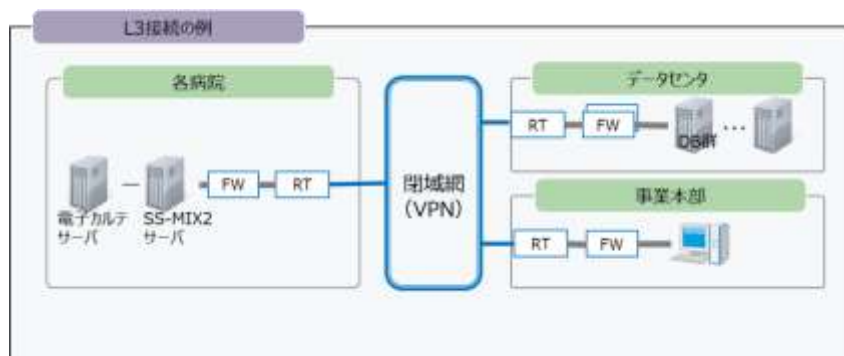 L3接続の例
各病院
電子カルテ
サーバ
SS-MIX2
サーバ
FW
RT
閉域網
(VPN)
データセンタ
RT
FW
DB群
…
事業本部
RT
FW